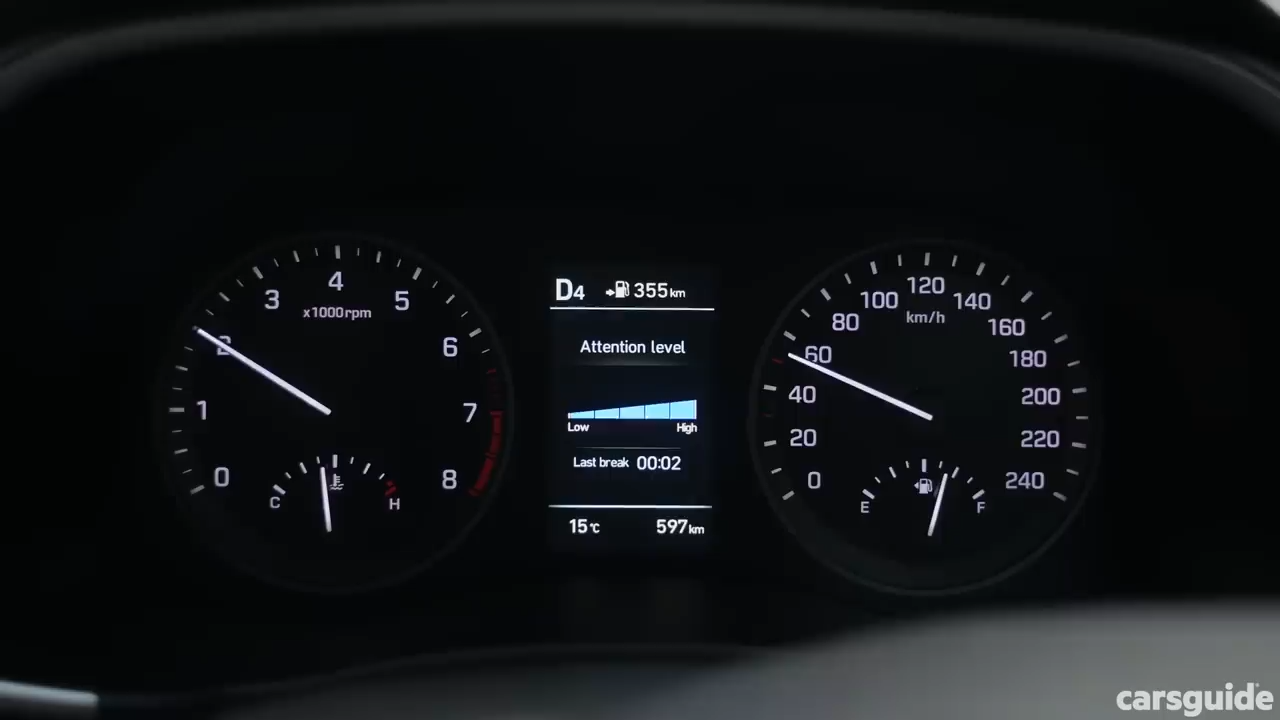 0
1
2
3
4
5
6
7
8
x1000rpm
C
H
D4 355km
Attention level
Low High
Last break 00:02
15°C 597km
0
20
40
60
80
100
120
140
160
180
200
220
240
km/h
E
F
carsguide